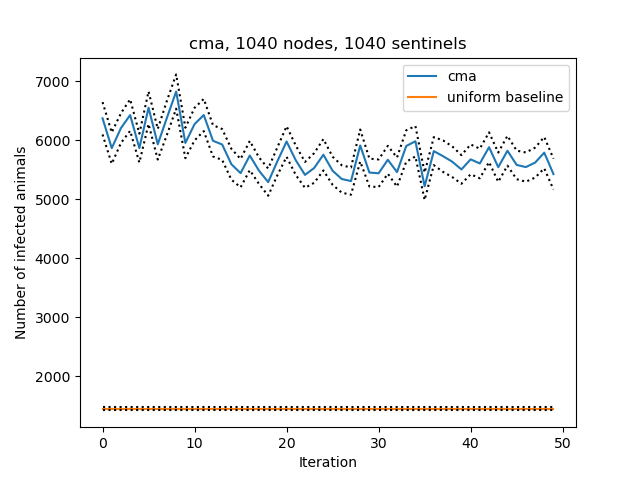 cma, 1040 nodes, 1040 sentinels
cma
uniform baseline
Number of infected animals
7000
6000
5000
4000
3000
2000
0 10 20 30 40 50
Iteration